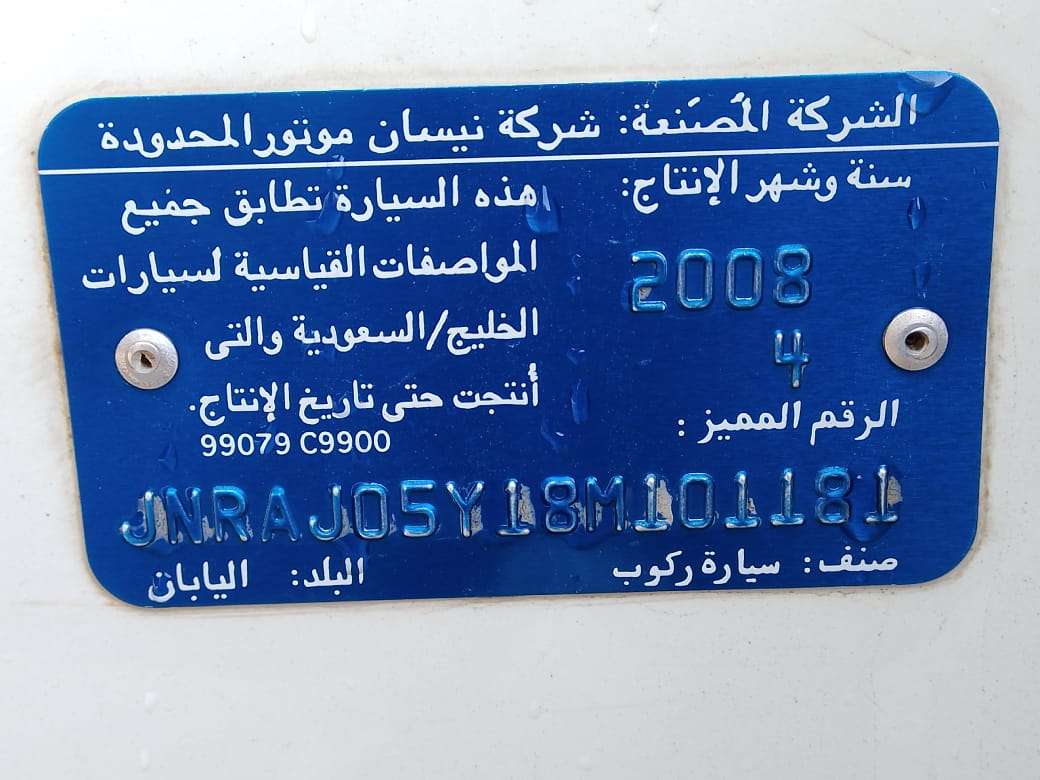 الشركة المُصَنعة: شركة نيسان موتور المحدودة
سنة وشهر الإنتاج:
2008
4
هذه السيارة تطابق جميع
المواصفات القياسية لسيارات
الخليج/السعودية والتى
أُنتجت حتى تاريخ الإنتاج.
99079 C9900
الرقم المميز :
JNRAJ05Y18M101181
صنف: سيارة ركوب
البلد: اليابان